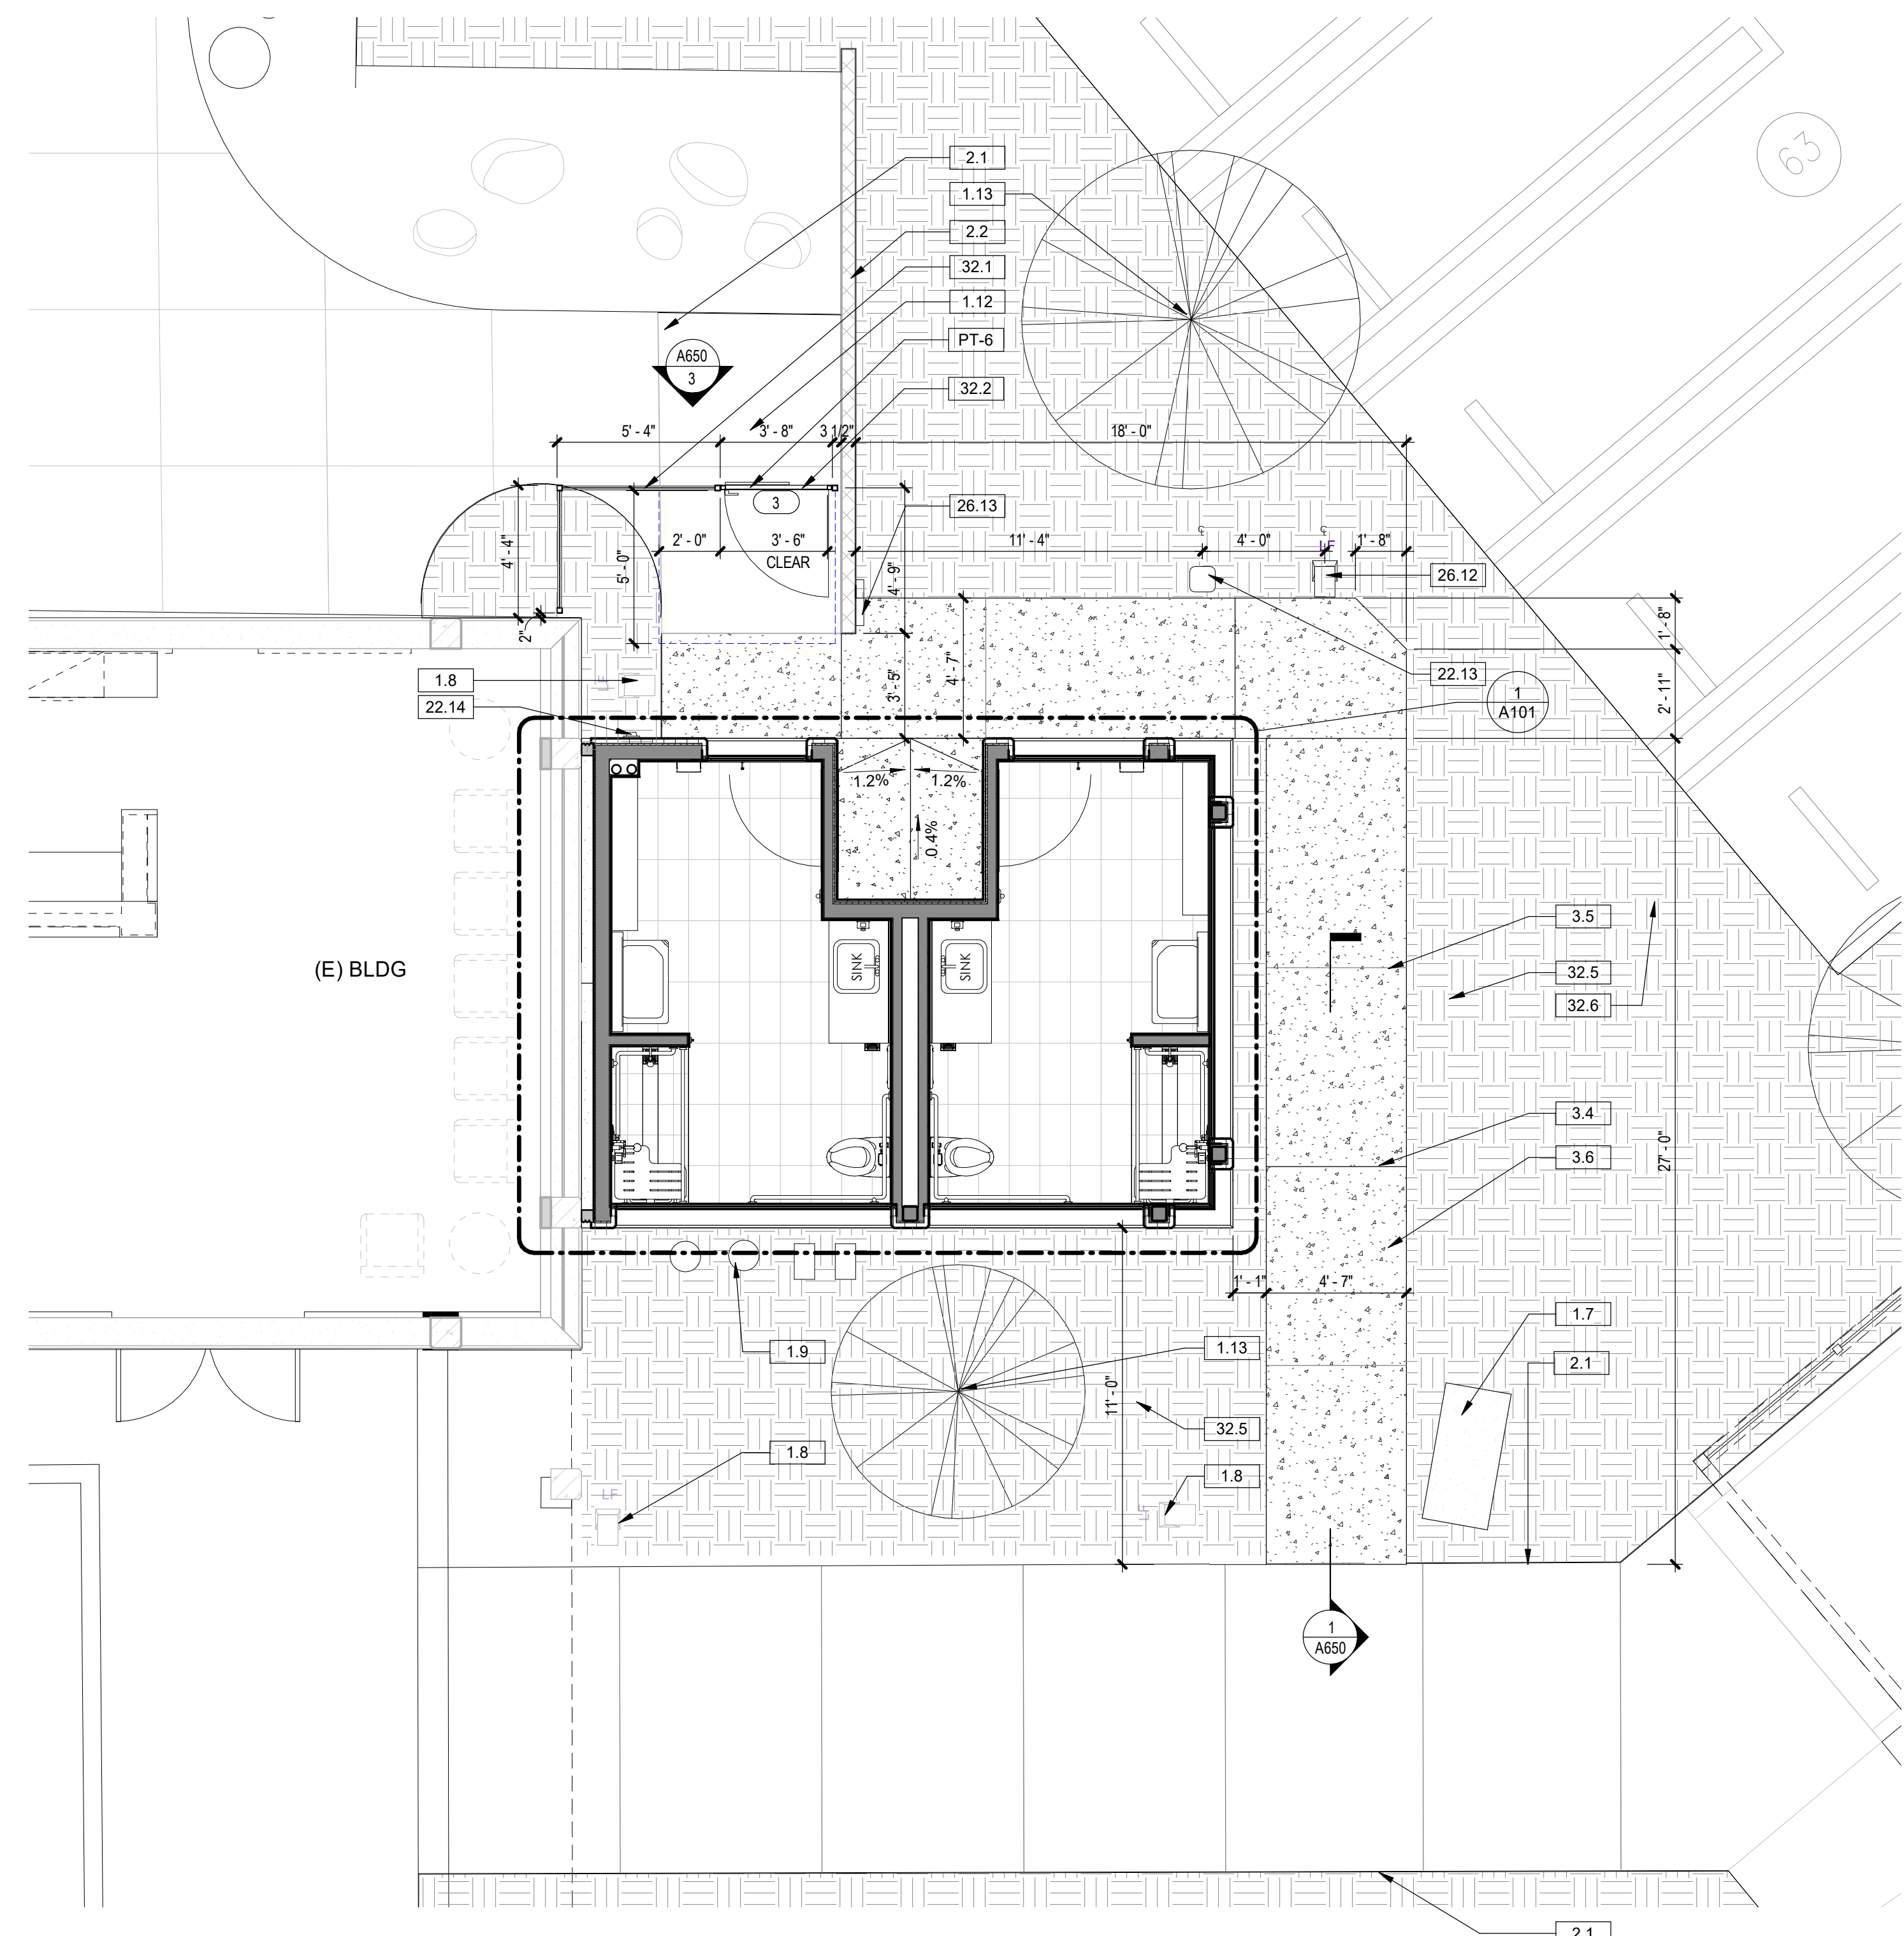 63
2.1
1.13
2.2
32.1
1.12
PT-6
32.2
A650
3
5' - 4"
3' - 8"
3 1/2"
18' - 0"
3
26.13
2' - 0"
3' - 6"
CLEAR
11' - 4"
4' - 0"
1' - 8"
LF
26.12
4' - 4"
5' - 0"
4' - 9"
2"
1' - 8"
1.8
LF
22.14
3' - 5"
4' - 7"
22.13
1
A101
2' - 11"
1.2%
1.2%
0.4%
3.5
(E) BLDG
SINK
SINK
32.5
32.6
3.4
3.6
27' - 0"
1' - 1"
4' - 7"
1.7
1.9
1.13
2.1
11' - 0"
32.5
1.8
1.8
LF
LF
1
A650
2.1